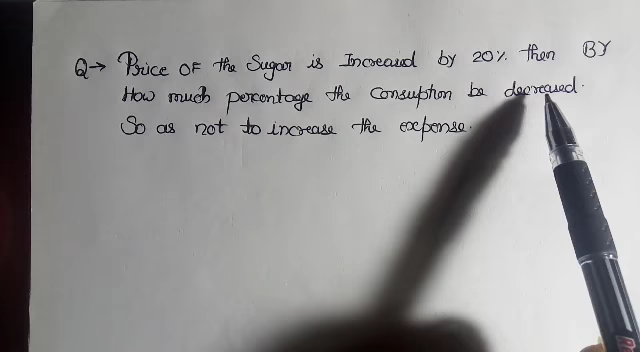 Q→ Price OF the Sugar is Increased by 20% then BY
How much percentage the Consuption be decreased.
So as not to increase the expense.